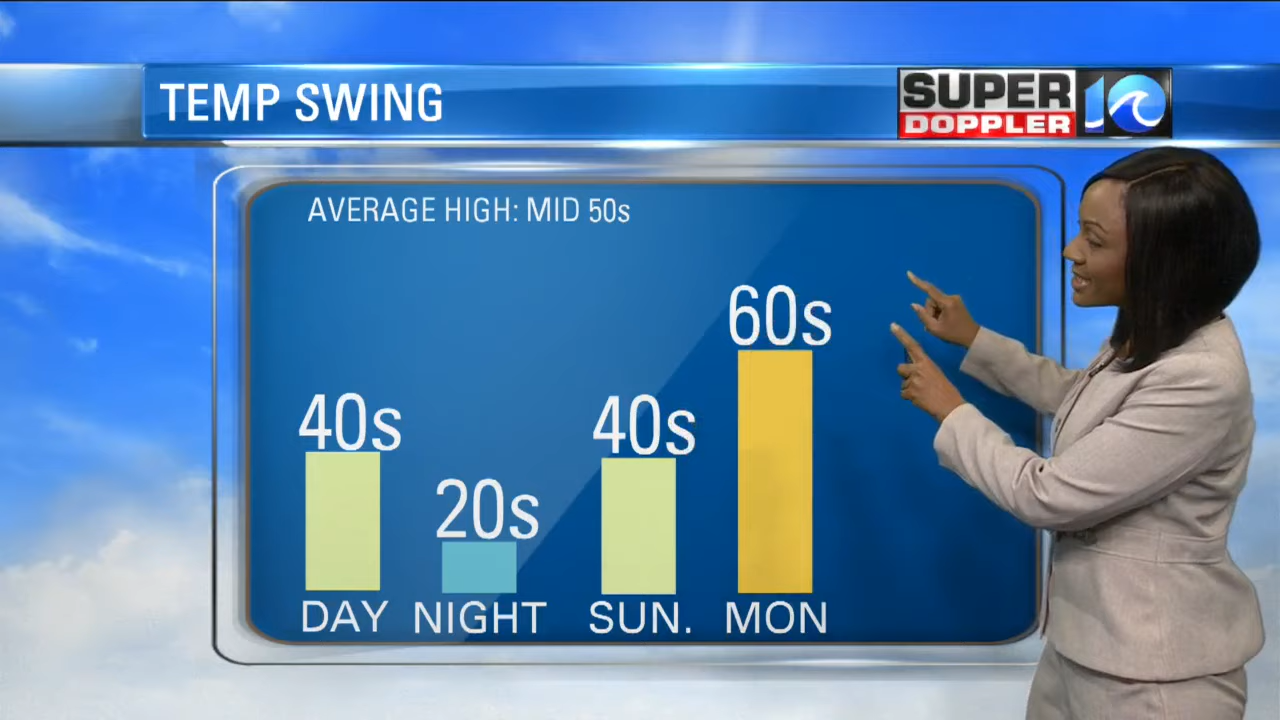 TEMP SWING
SUPER
DOPPLER
10
AVERAGE HIGH: MID 50s
40s
20s
40s
60s
DAY
NIGHT
SUN.
MON